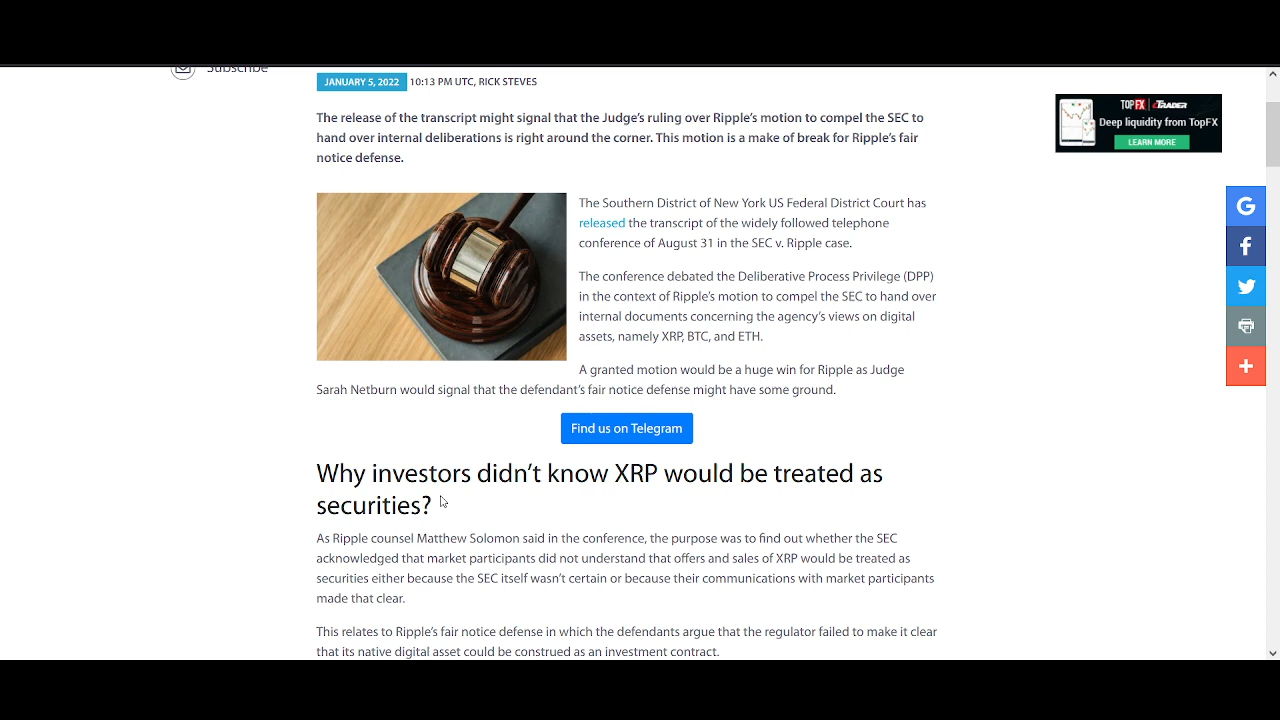 Subscribe
JANUARY 5, 2022 10:13 PM UTC, RICK STEVES
The release of the transcript might signal that the Judge's ruling over Ripple's motion to compel the SEC to
hand over internal deliberations is right around the corner. This motion is a make of break for Ripple's fair
notice defense.
TOPFX cTRADER
Deep liquidity from TopFX
LEARN MORE
The Southern District of New York US Federal District Court has
released the transcript of the widely followed telephone
conference of August 31 in the SEC v. Ripple case.
The conference debated the Deliberative Process Privilege (DPP)
in the context of Ripple's motion to compel the SEC to hand over
internal documents concerning the agency's views on digital
assets, namely XRP, BTC, and ETH.
A granted motion would be a huge win for Ripple as Judge
Sarah Netburn would signal that the defendant's fair notice defense might have some ground.
Find us on Telegram
Why investors didn't know XRP would be treated as
securities?
As Ripple counsel Matthew Solomon said in the conference, the purpose was to find out whether the SEC
acknowledged that market participants did not understand that offers and sales of XRP would be treated as
securities either because the SEC itself wasn't certain or because their communications with market participants
made that clear.
This relates to Ripple's fair notice defense in which the defendants argue that the regulator failed to make it clear
that its native digital asset could be construed as an investment contract.